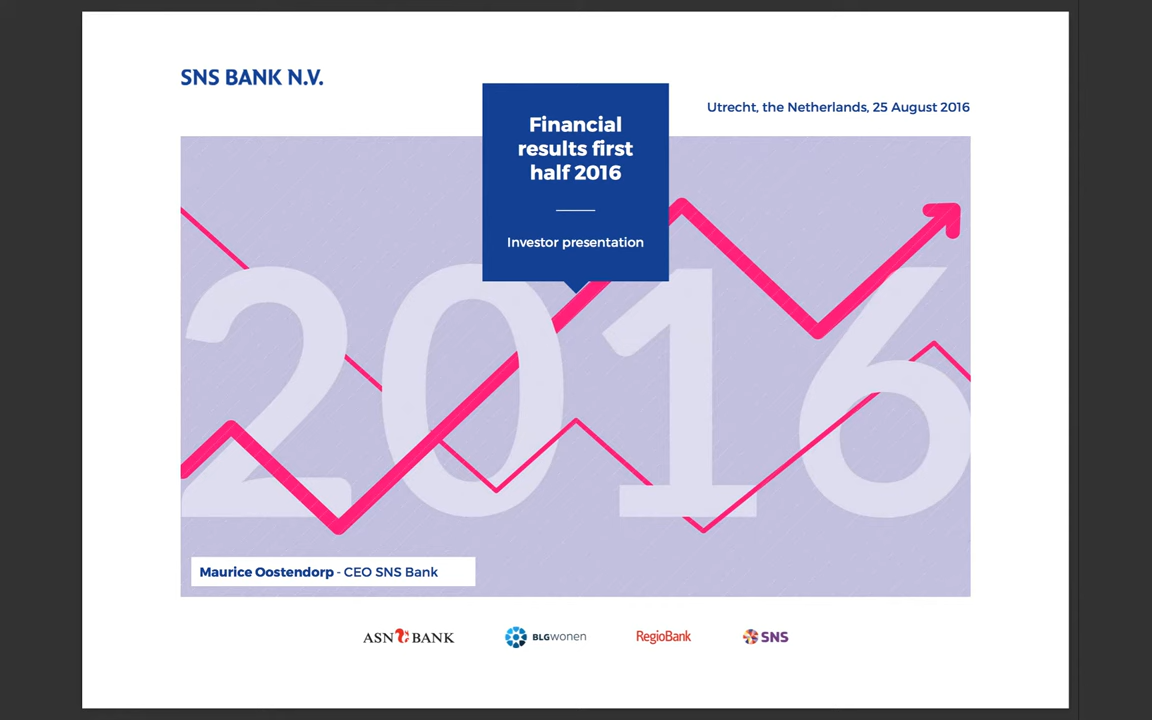 SNS BANK N.V.
Utrecht, the Netherlands, 25 August 2016
Financial
results first
half 2016
Investor presentation
2016
Maurice Oostendorp - CEO SNS Bank
ASN BANK
BLGwonen
RegioBank
SNS